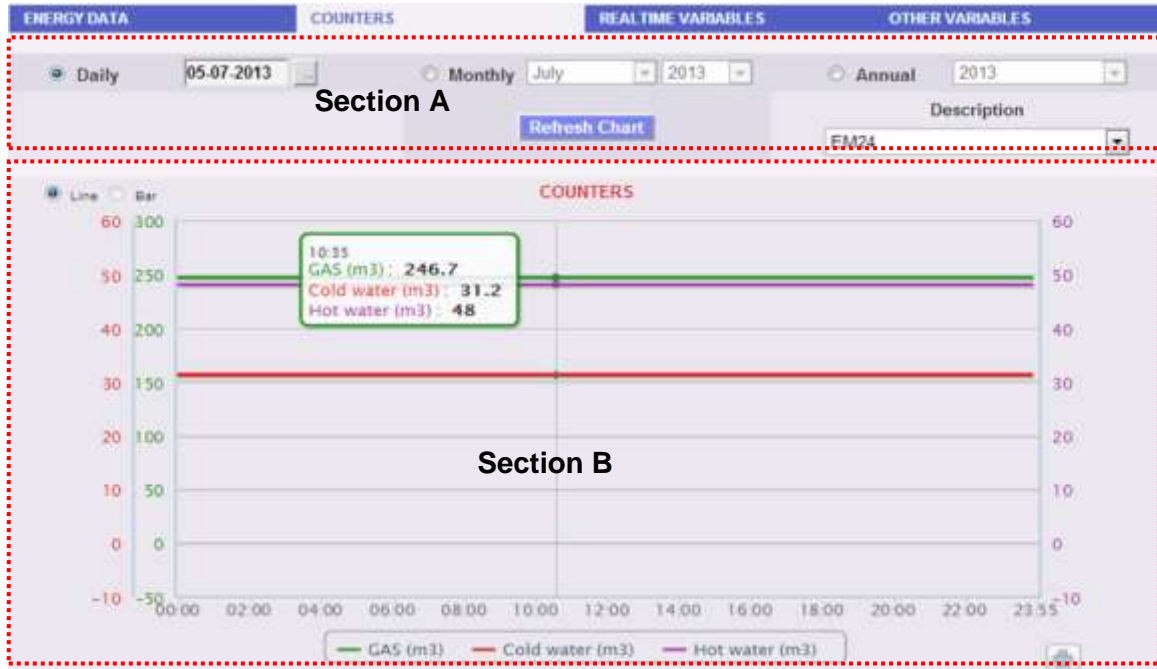 ENERGY DATA COUNTERS REALTIME VARIABLES OTHER VARIABLES
Daily 05-07-2013 ... Monthly July 2013 Annual 2013
Section A
Description
Refresh Chart
EM24
Line Bar COUNTERS
60 300 60
10:35
GAS (m3) : 246.7
50 250 50
Cold water (m3) : 31.2
Hot water (m3) : 48
40 200 40
30 150 30
20 100 20
Section B
10 50 10
0 0 0
-10 -50 -10
00:00 02:00 04:00 06:00 08:00 10:00 12:00 14:00 16:00 18:00 20:00 22:00 23:55
GAS (m3) Cold water (m3) Hot water (m3)